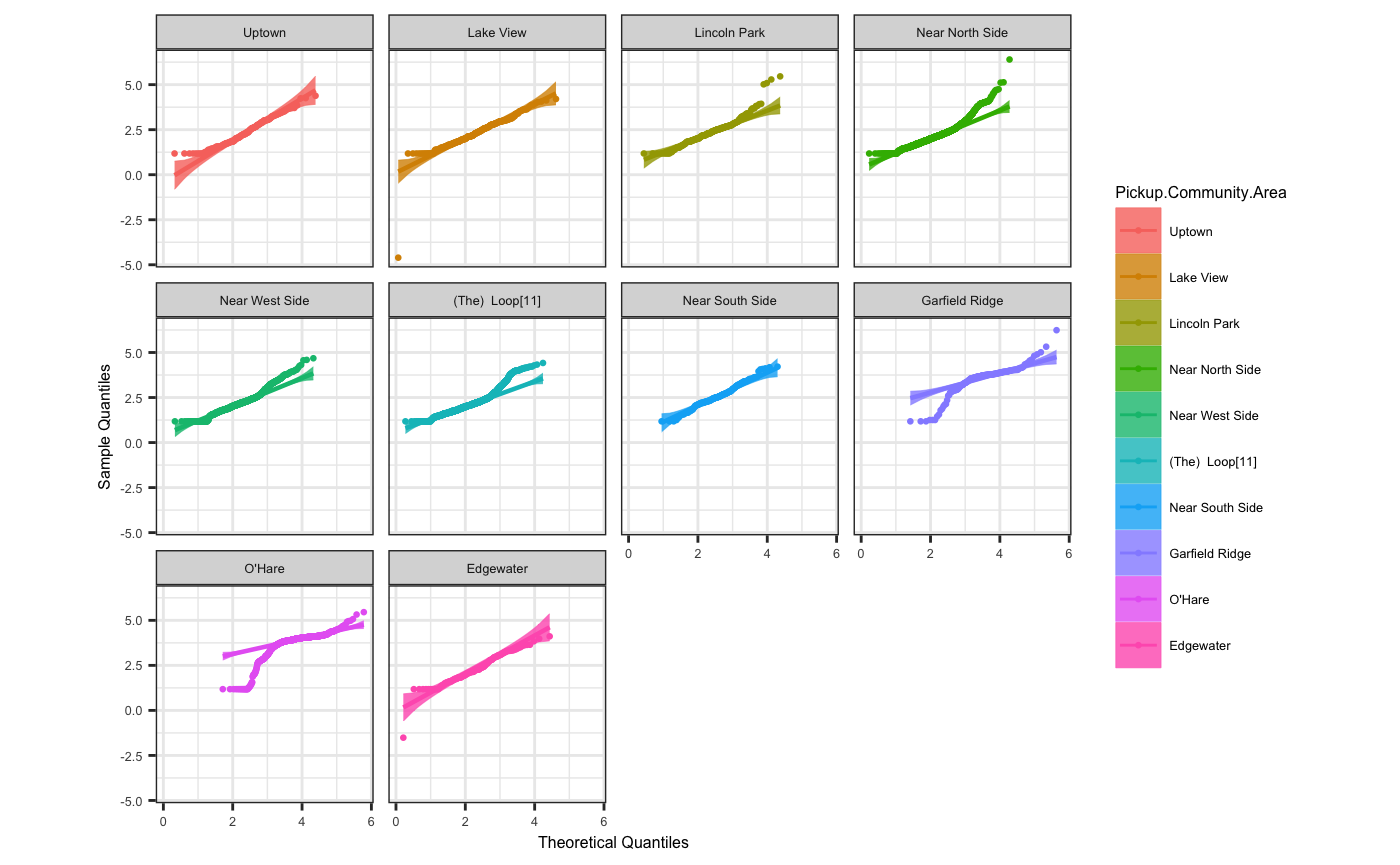 Uptown
Lake View
Lincoln Park
Near North Side
5.0
2.5
0.0
-2.5
-5.0
Near West Side
(The)  Loop[11]
Near South Side
Garfield Ridge
5.0
2.5
0.0
-2.5
-5.0
0 2 4 6
0 2 4 6
O'Hare
Edgewater
5.0
2.5
0.0
-2.5
-5.0
0 2 4 6
0 2 4 6
Sample Quantiles
Theoretical Quantiles
Pickup.Community.Area
Uptown
Lake View
Lincoln Park
Near North Side
Near West Side
(The)  Loop[11]
Near South Side
Garfield Ridge
O'Hare
Edgewater